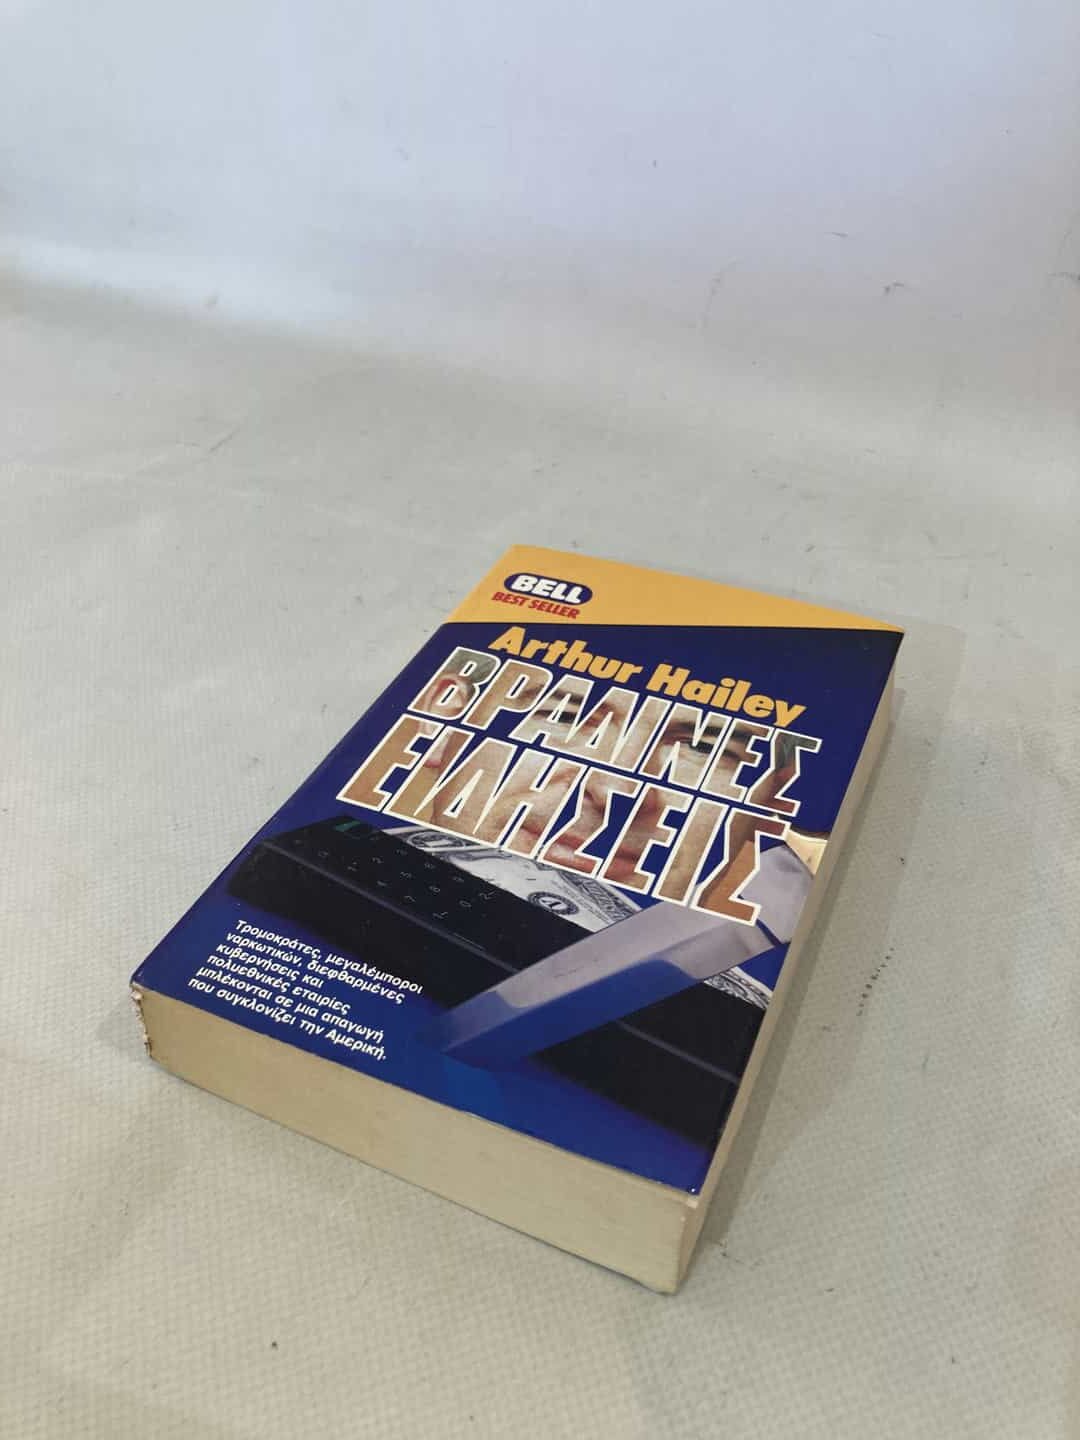 BELL
BEST SELLER
Arthur Hailey
ΒΡΑΔΙΝΕΣ
ΕΙΔΗΣΕΙΣ
Τρομοκράτες, μεγαλέμποροι
ναρκωτικών, διεφθαρμένες
κυβερνήσεις και
πολυεθνικές εταιρίες
μπλέκονται σε μια απαγωγή
που συγκλονίζει την Αμερική.